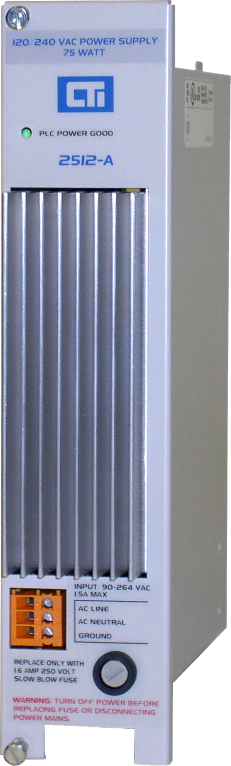 120/240 VAC POWER SUPPLY
75 WATT
CTI
PLC POWER GOOD
2512-A
INPUT: 90-264 VAC
1.5A MAX
AC LINE
AC NEUTRAL
GROUND
REPLACE ONLY WITH
1.6 AMP 250 VOLT
SLOW BLOW FUSE
WARNING: TURN OFF POWER BEFORE
REPLACING FUSE OR DISCONNECTING
POWER MAINS.